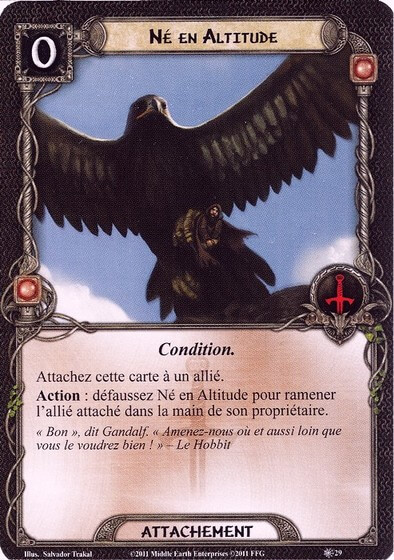 0
Né en Altitude
Condition.
Attachez cette carte à un allié.
Action : défaussez Né en Altitude pour ramener
l'allié attaché dans la main de son propriétaire.
« Bon », dit Gandalf. « Amenez-nous où et aussi loin que
vous le voudrez bien ! » – Le Hobbit
ATTACHEMENT
Illus. Salvador Trakal
©2011 Middle Earth Enterprises ©2011 FFG
29